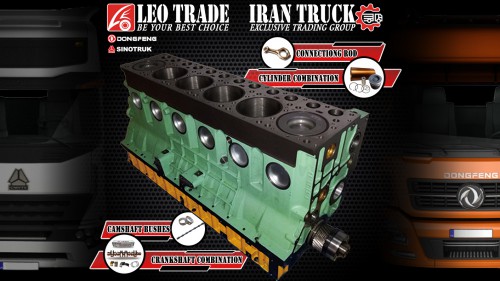 LEO TRADE
BE YOUR BEST CHOICE
IRAN TRUCK
EXCLUSIVE TRADING GROUP
DONGFENG
SINOTRUK
CONNECTIONG ROD
CYLINDER COMBINATION
DONGFENG
CAMSHAFT BUSHES
CRANKSHAFT COMBINATION